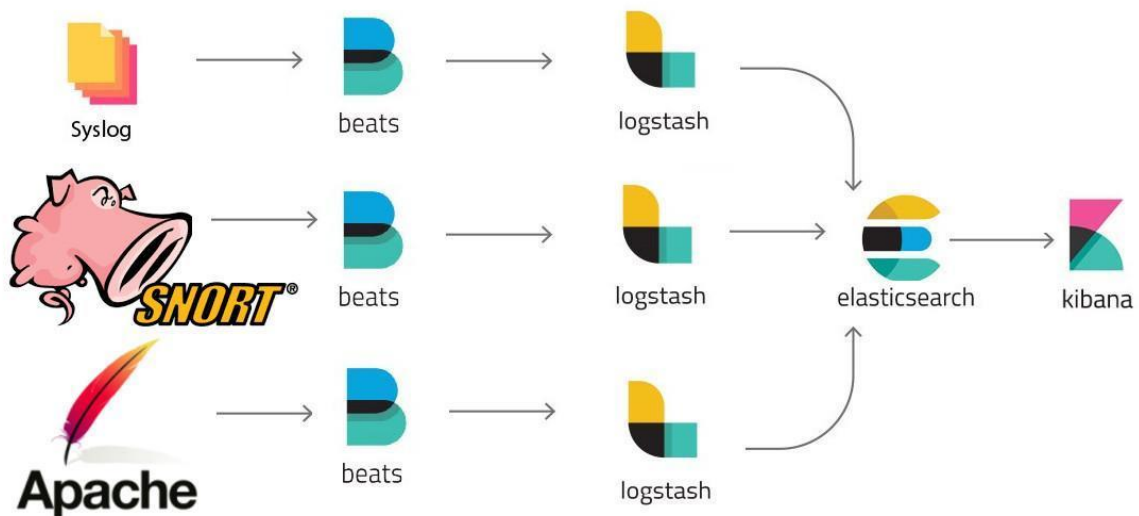 Syslog
beats
logstash
SNORT®
beats
logstash
elasticsearch
kibana
Apache
beats
logstash